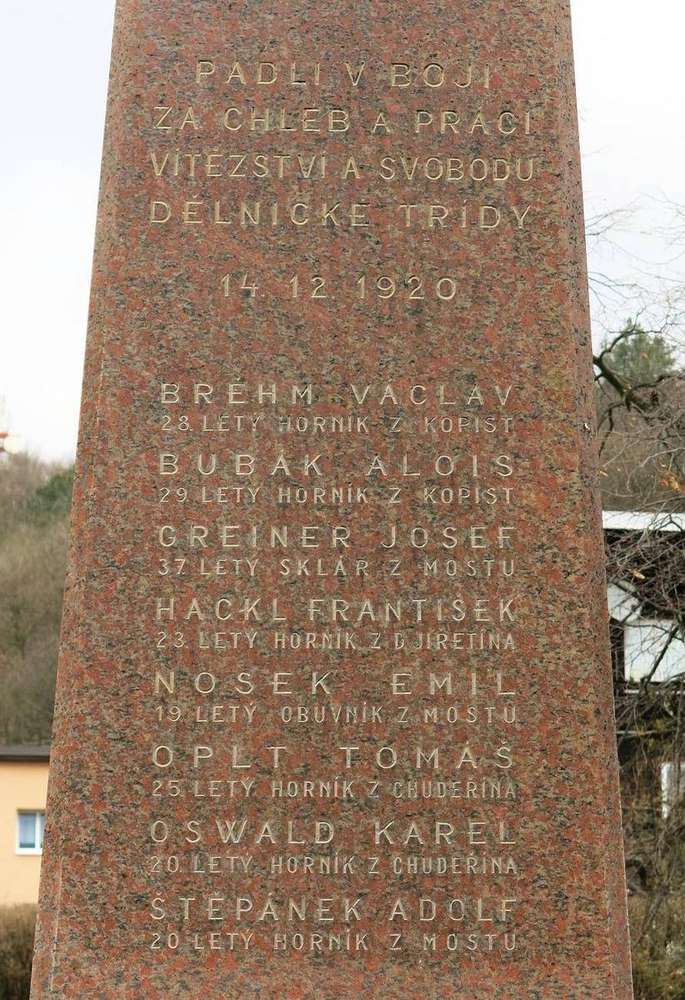 PADLI V BOJI
ZA CHLEB A PRÁCI
VÍTĚZSTVÍ A SVOBODU
DĚLNICKÉ TŘÍDY
14. 12. 1920
BREHM VÁCLAV
28 LETÝ HORNÍK Z KOPIST
BUBÁK ALOIS
29 LETÝ HORNÍK Z KOPIST
GREINER JOSEF
37 LETÝ SKLÁŘ Z MOSTU
HACKL FRANTIŠEK
23 LETÝ HORNÍK Z D JIŘETÍNA
NOSEK EMIL
19 LETÝ OBUVNÍK Z MOSTU
OPLT TOMÁŠ
25 LETÝ HORNÍK Z CHUDEŘÍNA
OSWALD KAREL
20 LETÝ HORNÍK Z CHUDEŘÍNA
ŠTĚPÁNEK ADOLF
20 LETÝ HORNÍK Z MOSTU